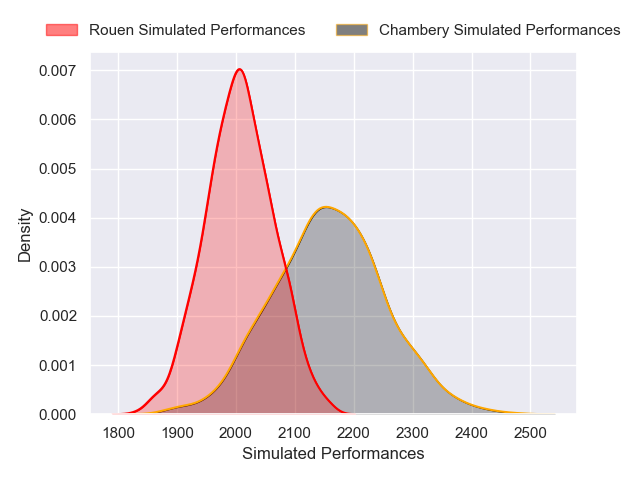 Rouen Simulated Performances
Chambery Simulated Performances
0.007
0.006
0.005
0.004
0.003
0.002
0.001
0.000
Density
1800 1900 2000 2100 2200 2300 2400 2500
Simulated Performances